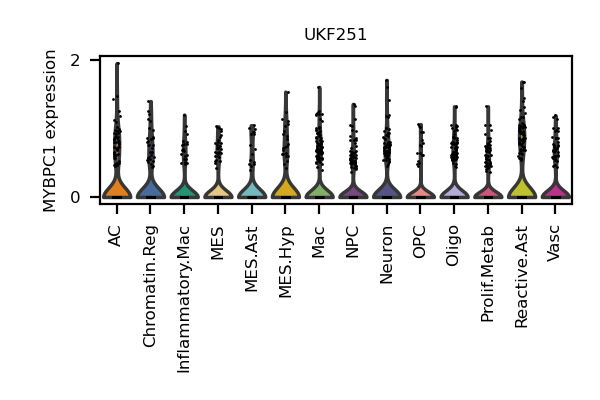 UKF251
MYBPC1 expression
2
0
AC
Chromatin.Reg
Inflammatory.Mac
MES
MES.Ast
MES.Hyp
Mac
NPC
Neuron
OPC
Oligo
Prolif.Metab
Reactive.Ast
Vasc